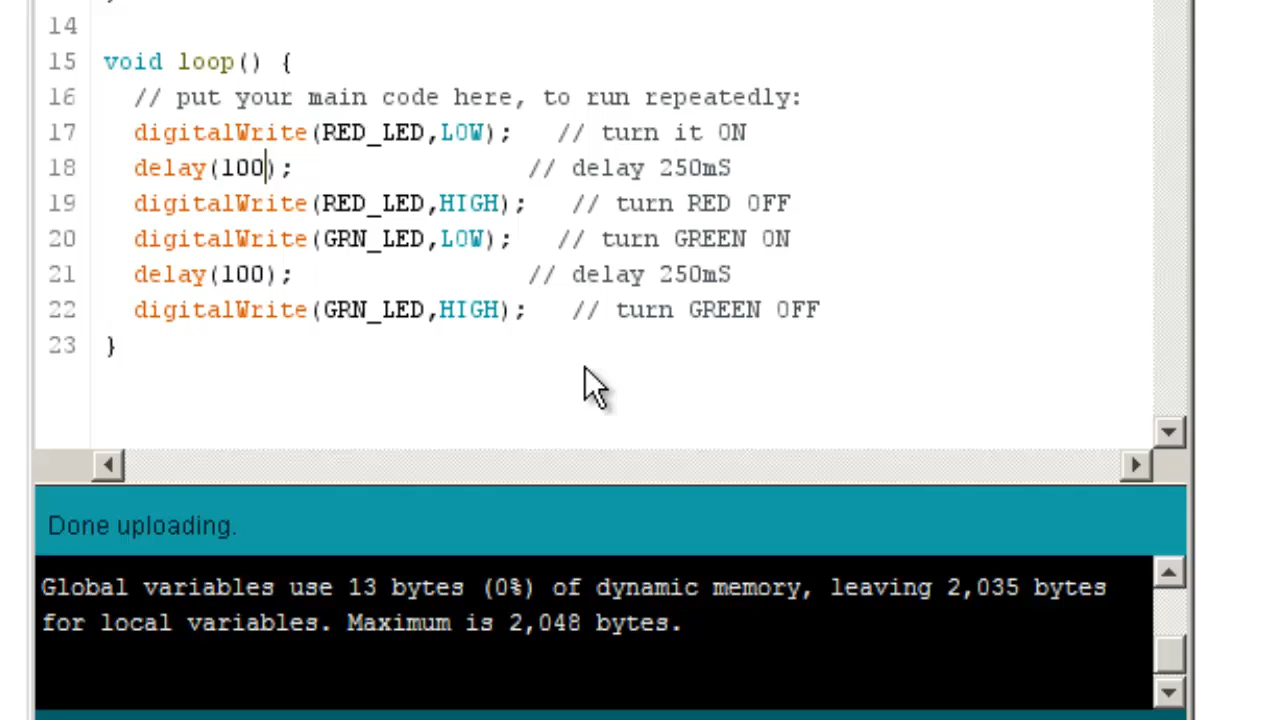 14
15 void loop() {
16 // put your main code here, to run repeatedly:
17 digitalWrite(RED_LED,LOW); // turn it ON
18 delay(100); // delay 250mS
19 digitalWrite(RED_LED,HIGH); // turn RED OFF
20 digitalWrite(GRN_LED,LOW); // turn GREEN ON
21 delay(100); // delay 250mS
22 digitalWrite(GRN_LED,HIGH); // turn GREEN OFF
23 }
Done uploading.
Global variables use 13 bytes (0%) of dynamic memory, leaving 2,035 bytes
for local variables. Maximum is 2,048 bytes.